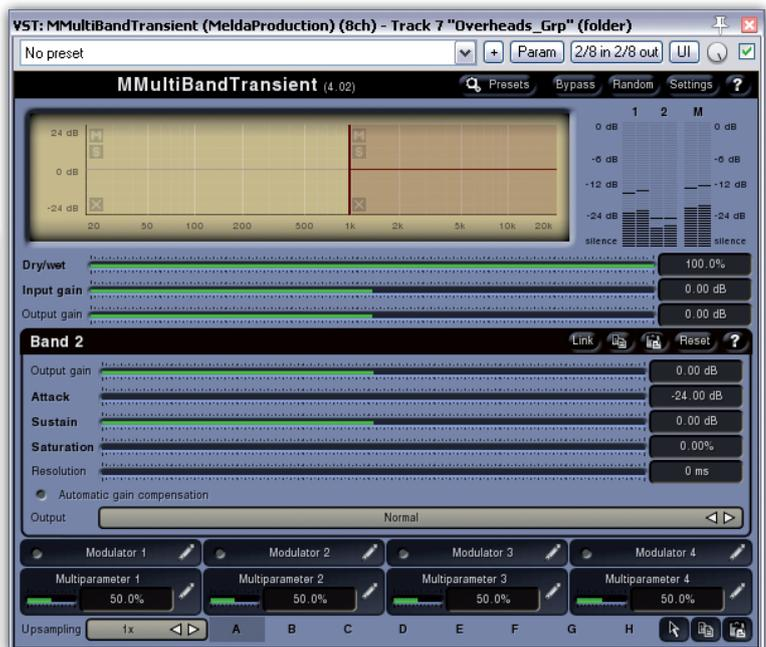 VST: MMultiBandTransient (MeldaProduction) (8ch) - Track 7 "Overheads_Grp" (folder)
No preset + Param 2/8 in 2/8 out UI
MMultiBandTransient (4.02) Presets Bypass Random Settings ?
1 2 M
24 dB M M 0 dB 0 dB
S S
0 dB -6 dB -6 dB
-12 dB -12 dB
-24 dB X X -24 dB -24 dB
20 50 100 200 500 1k 2k 5k 10k 20k
silence silence
Dry/wet 100.0%
Input gain 0.00 dB
Output gain 0.00 dB
Band 2 Link Reset ?
Output gain 0.00 dB
Attack -24.00 dB
Sustain 0.00 dB
Saturation 0.00%
Resolution 0 ms
Automatic gain compensation
Output Normal
Modulator 1 Modulator 2 Modulator 3 Modulator 4
Multiparameter 1 Multiparameter 2 Multiparameter 3 Multiparameter 4
50.0% 50.0% 50.0% 50.0%
Upsampling 1x A B C D E F G H